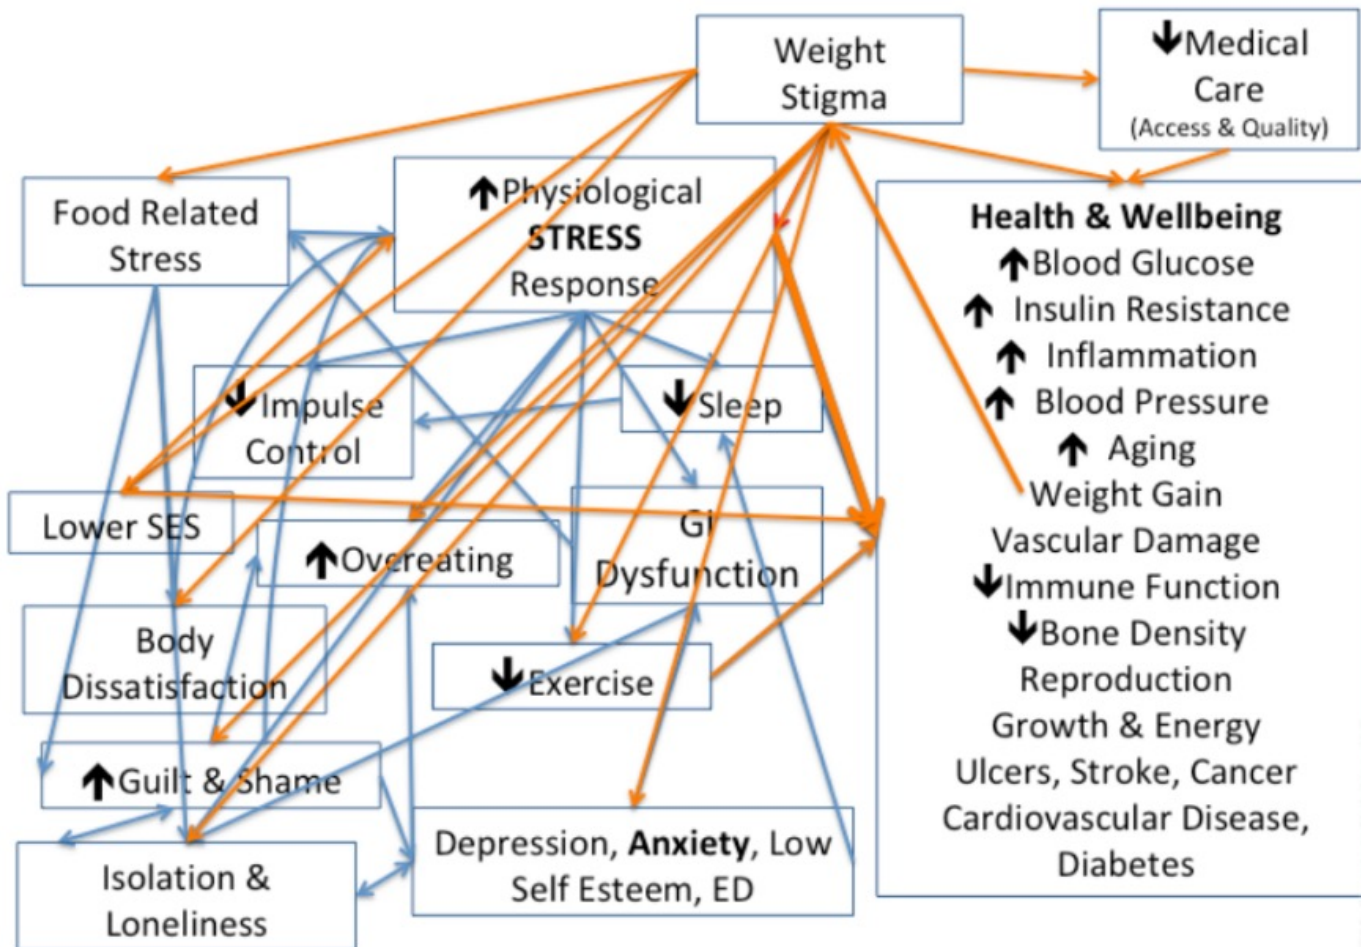 Weight
Stigma
🡻Medical
Care
(Access & Quality)
Food Related
Stress
🡹Physiological
STRESS
Response
🡻Impulse
Control
🡻Sleep
Lower SES
🡹Overeating
GI
Dysfunction
Body
Dissatisfaction
🡻Exercise
🡹Guilt & Shame
Isolation &
Loneliness
Depression, Anxiety, Low
Self Esteem, ED
Health & Wellbeing
🡹Blood Glucose
🡹 Insulin Resistance
🡹 Inflammation
🡹 Blood Pressure
🡹 Aging
Weight Gain
Vascular Damage
🡻Immune Function
🡻Bone Density
Reproduction
Growth & Energy
Ulcers, Stroke, Cancer
Cardiovascular Disease,
Diabetes